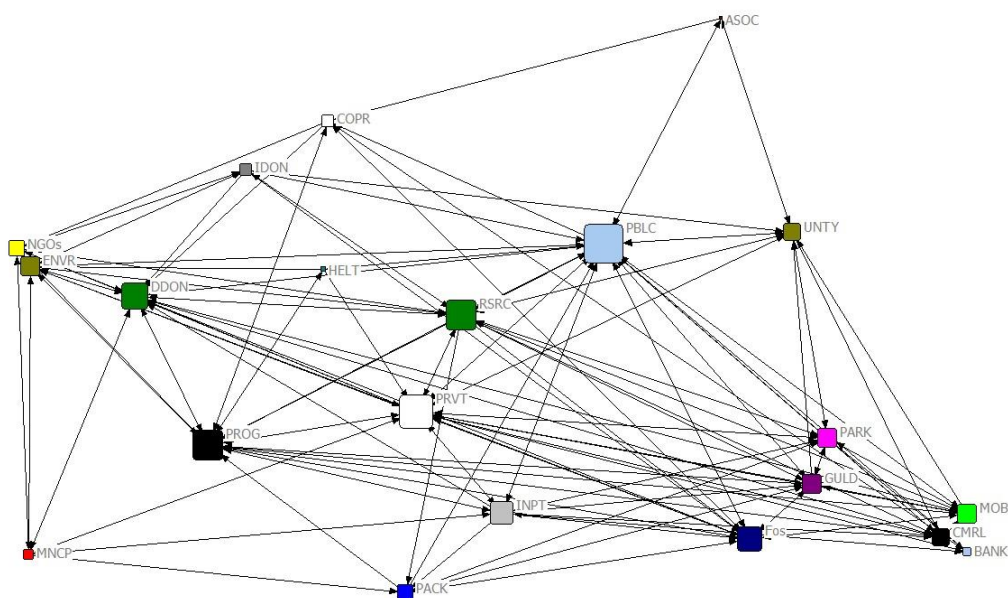 ASOC
COPR
IDON
PBLC
UNTY
NGOs
ENVR
HELT
DDON
RSRC
PRVT
PROG
PARK
GULD
INPT
MOB
Fos
CMRL
BANK
MNCP
PACK